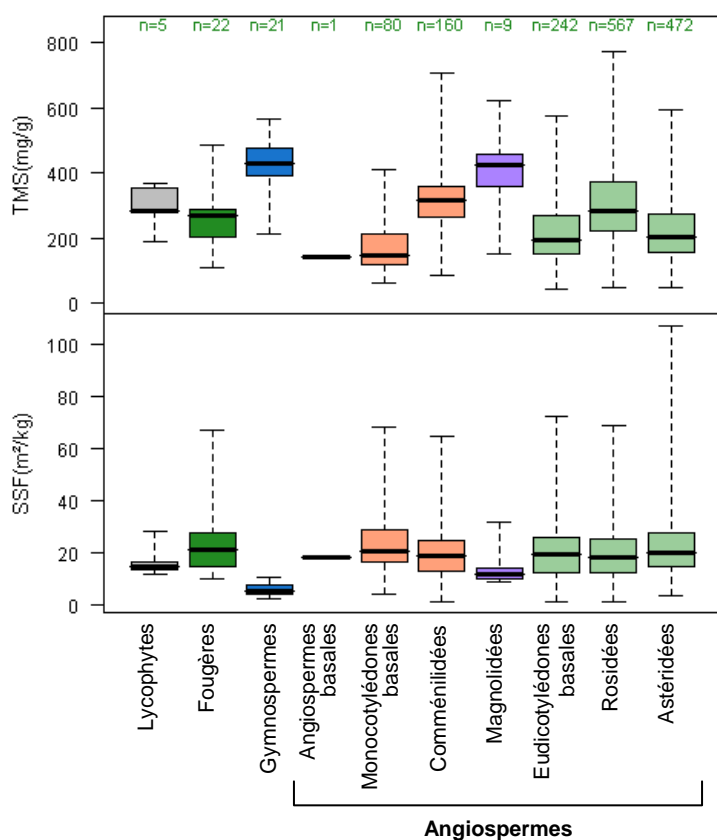 n=5 n=22 n=21 n=1 n=80 n=160 n=9 n=242 n=567 n=472
TMS(mg/g)
800
600
400
200
0
SSF(m²/kg)
100
80
60
40
20
0
Lycophytes
Fougères
Gymnospermes
Angiospermes
basales
Monocotylédones
basales
Comménilidées
Magnolidées
Eudicotylédones
basales
Rosidées
Astéridées
Angiospermes